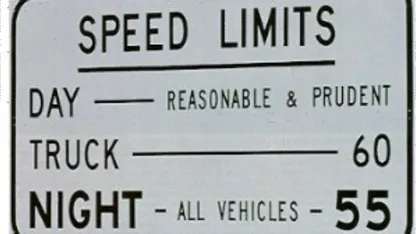 SPEED LIMITS
DAY — REASONABLE & PRUDENT
TRUCK — 60
NIGHT - ALL VEHICLES - 55